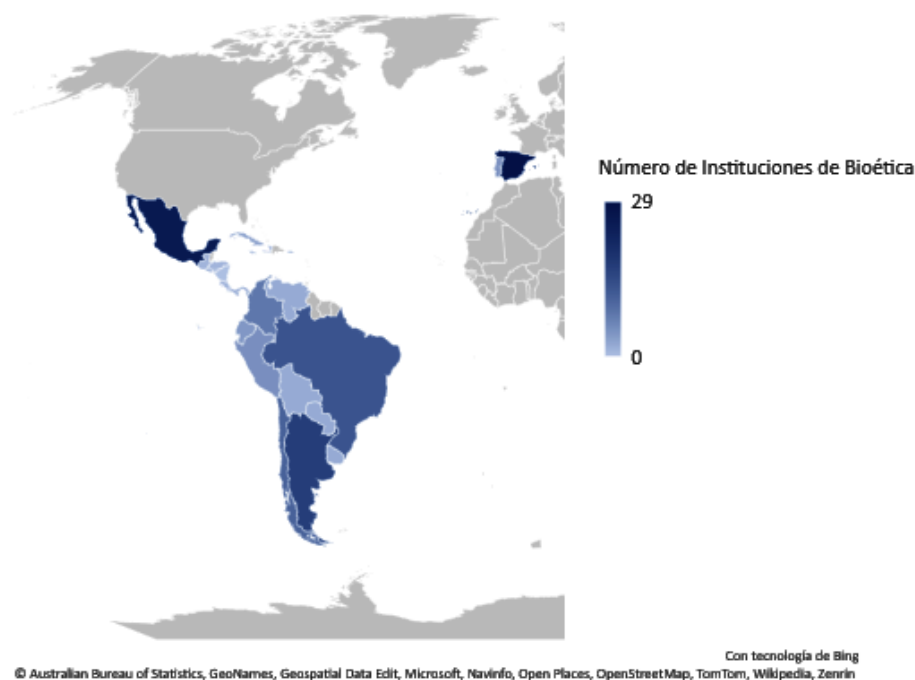 Número de Instituciones de Bioética
29
0
Con tecnología de Bing
© Australian Bureau of Statistics, GeoNames, Geospatial Data Edit, Microsoft, Navinfo, Open Places, OpenStreetMap, TomTom, Wikipedia, Zenrin